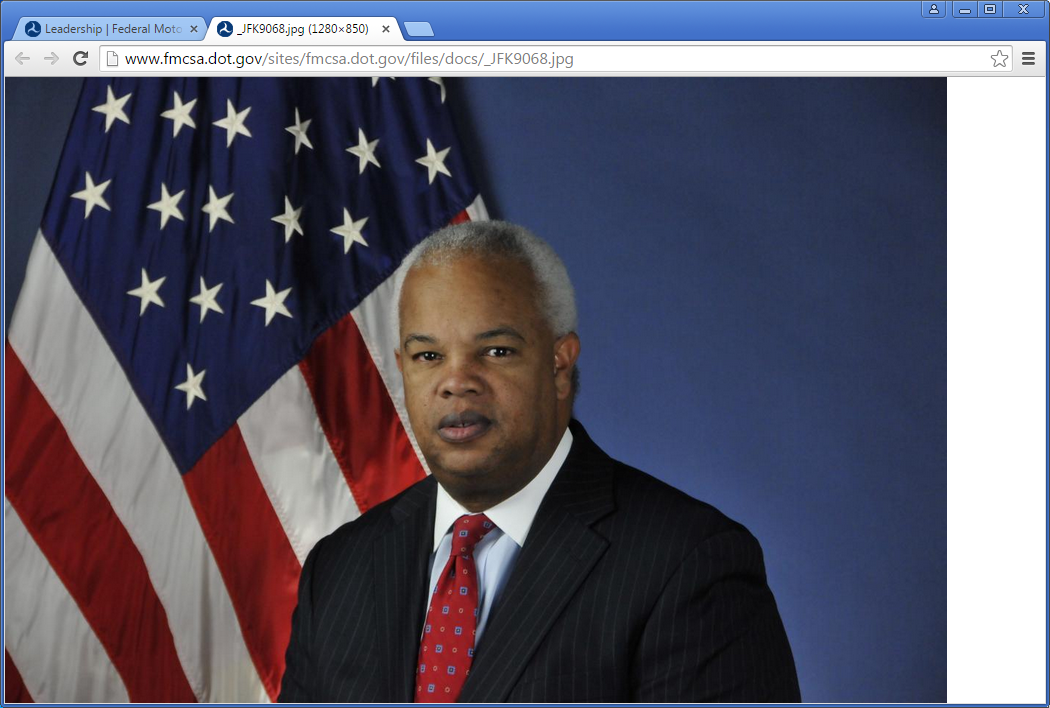 Leadership | Federal Moto
_JFK9068.jpg (1280×850)
www.fmcsa.dot.gov/sites/fmcsa.dot.gov/files/docs/_JFK9068.jpg